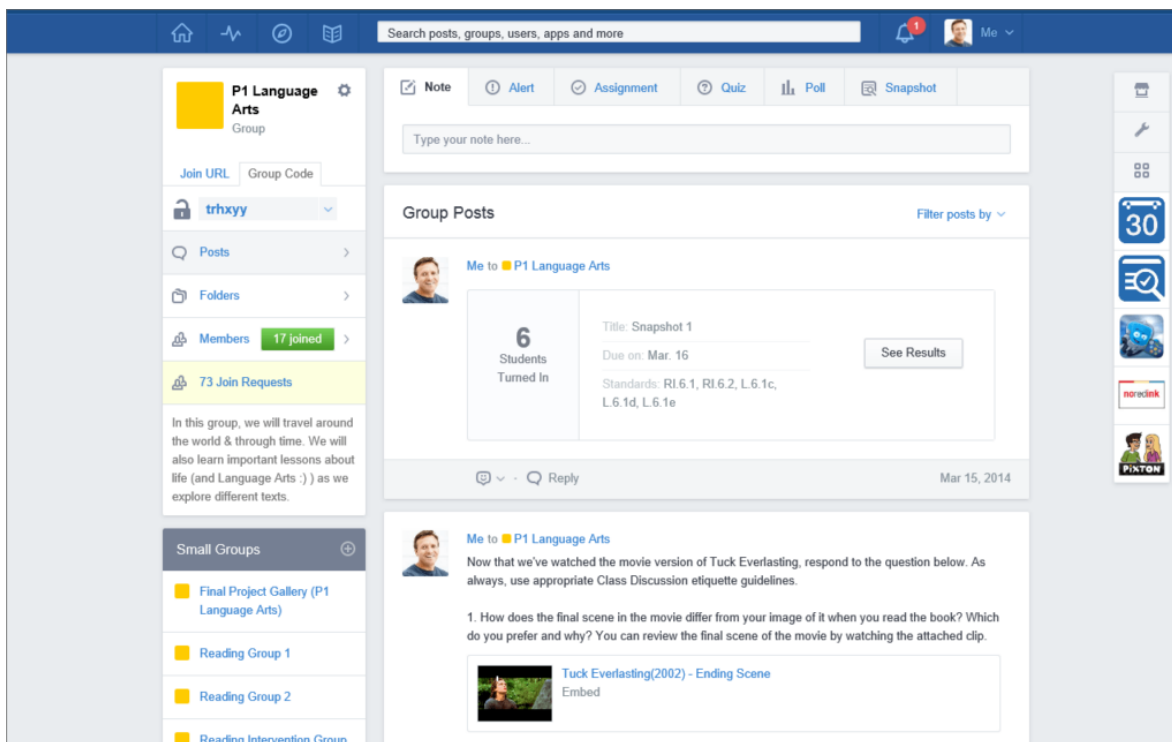 Search posts, groups, users, apps and more
1
Me
P1 Language
Arts
Group
Join URL
Group Code
trhxyy
Posts
Folders
Members
17 joined
73 Join Requests
In this group, we will travel around
the world & through time. We will
also learn important lessons about
life (and Language Arts :) ) as we
explore different texts.
Small Groups
Final Project Gallery (P1
Language Arts)
Reading Group 1
Reading Group 2
Reading Intervention Group
Note
Alert
Assignment
Quiz
Poll
Snapshot
Type your note here...
Group Posts
Filter posts by
Me to P1 Language Arts
6
Students
Turned In
Title: Snapshot 1
Due on: Mar. 16
Standards: RI.6.1, RI.6.2, L.6.1c,
L.6.1d, L.6.1e
See Results
Reply
Mar 15, 2014
Me to P1 Language Arts
Now that we've watched the movie version of Tuck Everlasting, respond to the question below. As
always, use appropriate Class Discussion etiquette guidelines.
1. How does the final scene in the movie differ from your image of it when you read the book? Which
do you prefer and why? You can review the final scene of the movie by watching the attached clip.
Tuck Everlasting(2002) - Ending Scene
Embed
30
noredink
PIXTON